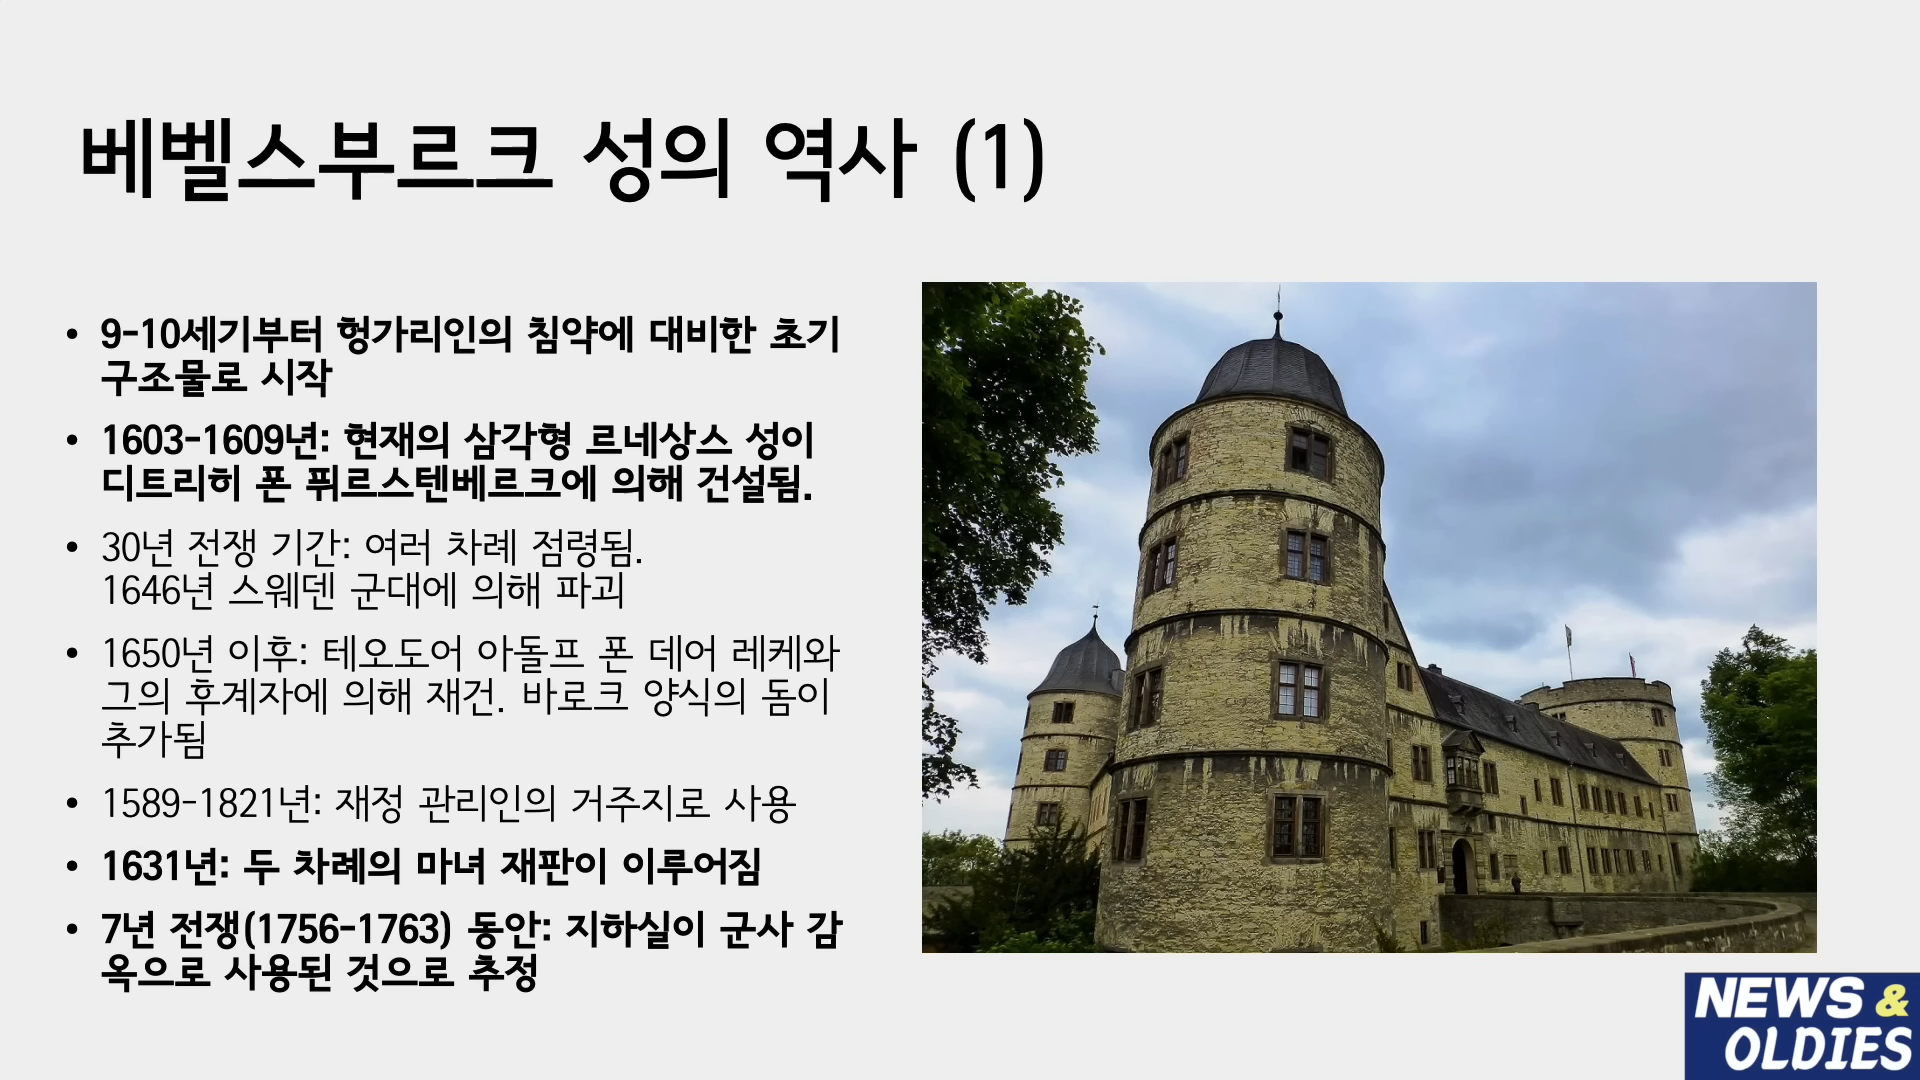 베벨스부르크 성의 역사 (1)
• 9-10세기부터 헝가리인의 침략에 대비한 초기
구조물로 시작
• 1603-1609년: 현재의 삼각형 르네상스 성이
디트리히 폰 퓌르스텐베르크에 의해 건설됨.
• 30년 전쟁 기간: 여러 차례 점령됨.
1646년 스웨덴 군대에 의해 파괴
• 1650년 이후: 테오도어 아돌프 폰 데어 레케와
그의 후계자에 의해 재건. 바로크 양식의 돔이
추가됨
• 1589-1821년: 재정 관리인의 거주지로 사용
• 1631년: 두 차례의 마녀 재판이 이루어짐
• 7년 전쟁(1756-1763) 동안: 지하실이 군사 감
옥으로 사용된 것으로 추정
NEWS &
OLDIES